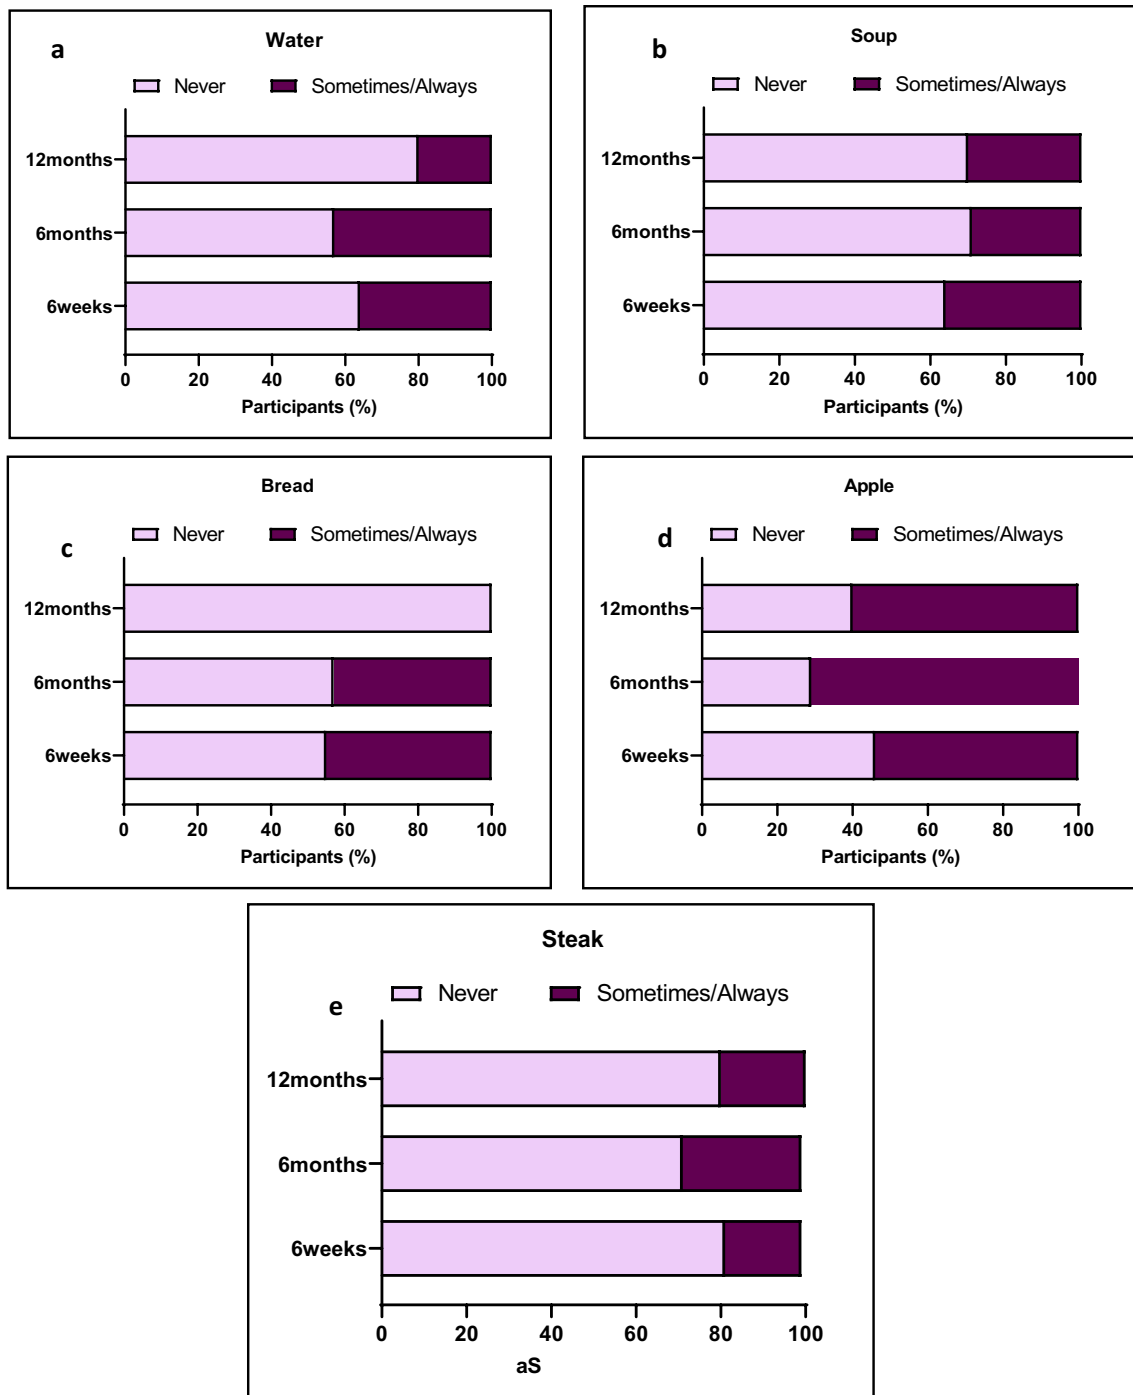 a
Water
Never Sometimes/Always
12months
6months
6weeks
0 20 40 60 80 100
Participants (%)
b
Soup
Never Sometimes/Always
12months
6months
6weeks
0 20 40 60 80 100
Participants (%)
c
Bread
Never Sometimes/Always
12months
6months
6weeks
0 20 40 60 80 100
Participants (%)
d
Apple
Never Sometimes/Always
12months
6months
6weeks
0 20 40 60 80 100
Participants (%)
e
Steak
Never Sometimes/Always
12months
6months
6weeks
0 20 40 60 80 100
aS